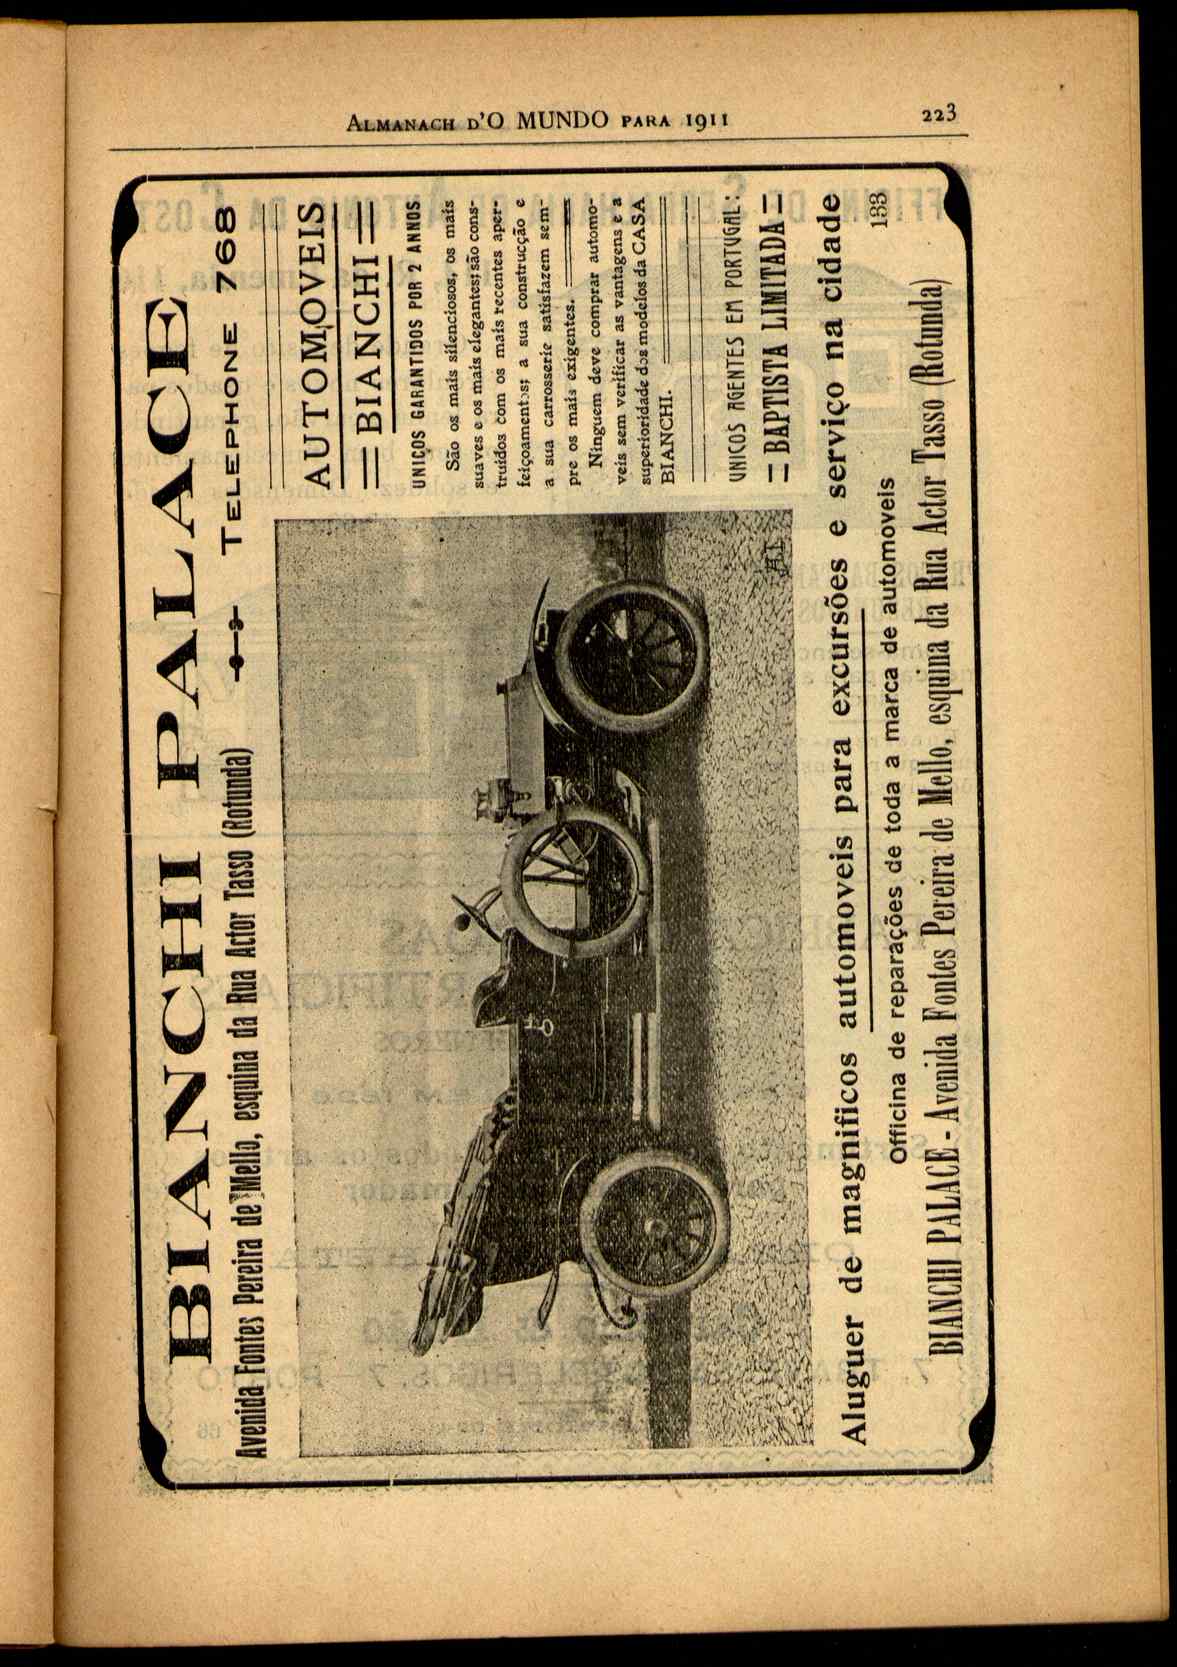 ALMANACH D'O MUNDO PARA 1911
223
BIANCHI PALACE
Avenida Fontes Pereira de Mello, esquina da Rua Actor Tasso (Rotunda)
TELEPHONE 768
AUTOMOVEIS
BIANCHI
UNICOS GARANTIDOS POR 2 ANNOS
São os mais silenciosos, os mais
suaves e os mais elegantes; são cons-
truidos com os mais recentes aper-
feiçoamentos; a sua construcção e
a sua carrosserie satisfazem sem-
pre os mais exigentes.
Ninguem deve comprar automo-
veis sem verificar as vantagens e a
superioridade dos modelos da CASA
BIANCHI.
UNICOS AGENTES EM PORTUGAL:
= BAPTISTA LIMITADA =
Aluguer de magnificos automoveis para excursões e serviço na cidade
Officina de reparações de toda a marca de automoveis
133
BIANCHI PALACE - Avenida Fontes Pereira de Mello, esquina da Rua Actor Tasso (Rotunda)